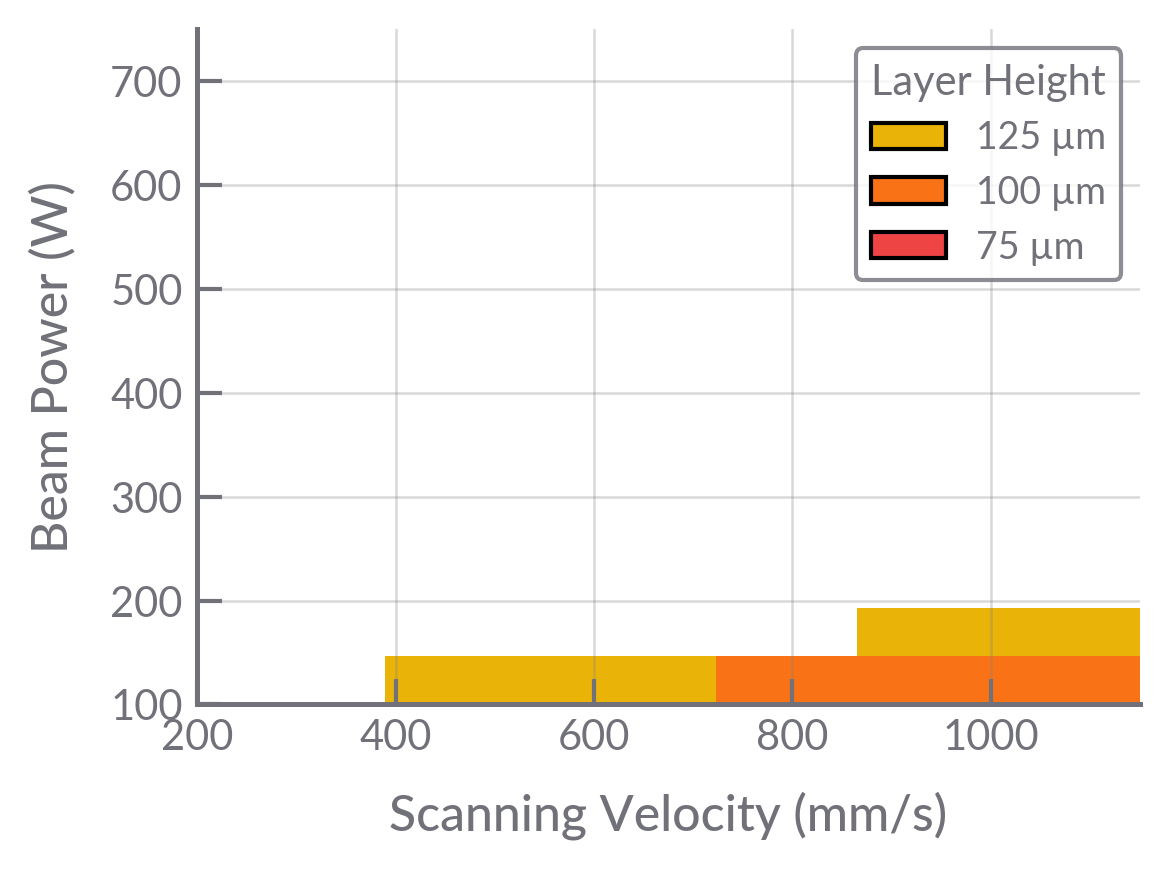 Layer Height
125 µm
100 µm
75 µm
Beam Power (W)
700
600
500
400
300
200
100
200 400 600 800 1000
Scanning Velocity (mm/s)